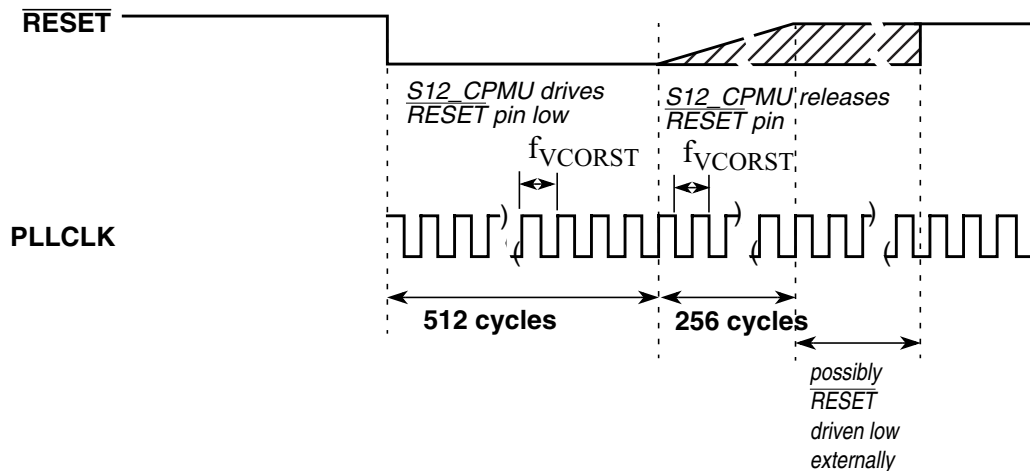 RESET
S12_CPMU drives
RESET pin low
S12_CPMU releases
RESET pin
fVCORST
fVCORST
PLLCLK
512 cycles
256 cycles
possibly
RESET
driven low
externally